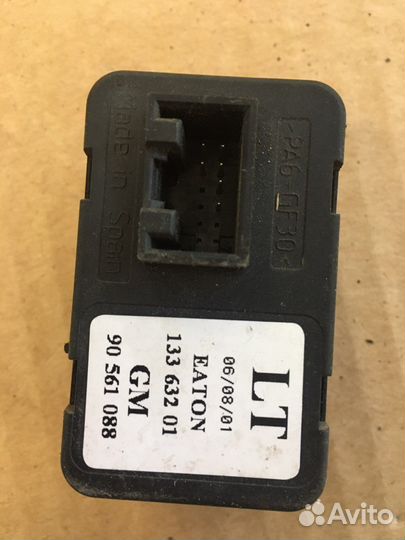 Made in Spain
>PA6-GF30<
LT
06/08/01
EATON
133 632 01
GM
90 561 088
Avito